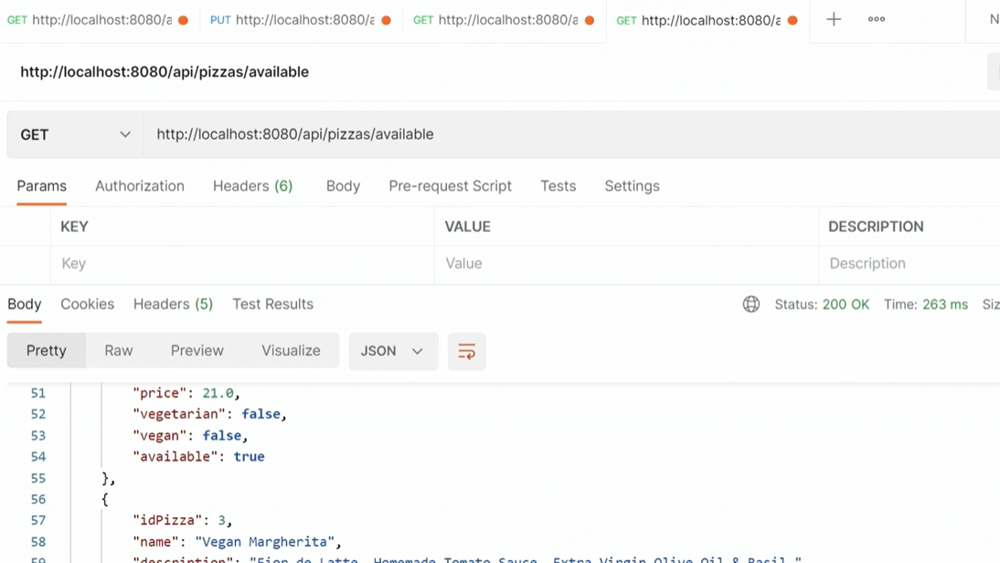 GET http://localhost:8080/a PUT http://localhost:8080/a GET http://localhost:8080/a GET http://localhost:8080/a + ooo N
http://localhost:8080/api/pizzas/available
GET http://localhost:8080/api/pizzas/available
Params Authorization Headers (6) Body Pre-request Script Tests Settings
KEY VALUE DESCRIPTION
Key Value Description
Body Cookies Headers (5) Test Results Status: 200 OK Time: 263 ms Siz
Pretty Raw Preview Visualize JSON
51 "price": 21.0,
52 "vegetarian": false,
53 "vegan": false,
54 "available": true
55 },
56 {
57 "idPizza": 3,
58 "name": "Vegan Margherita",
59 "description": "Fior de Latte, Homemade Tomato Sauce, Extra Virgin Olive Oil & Basil "